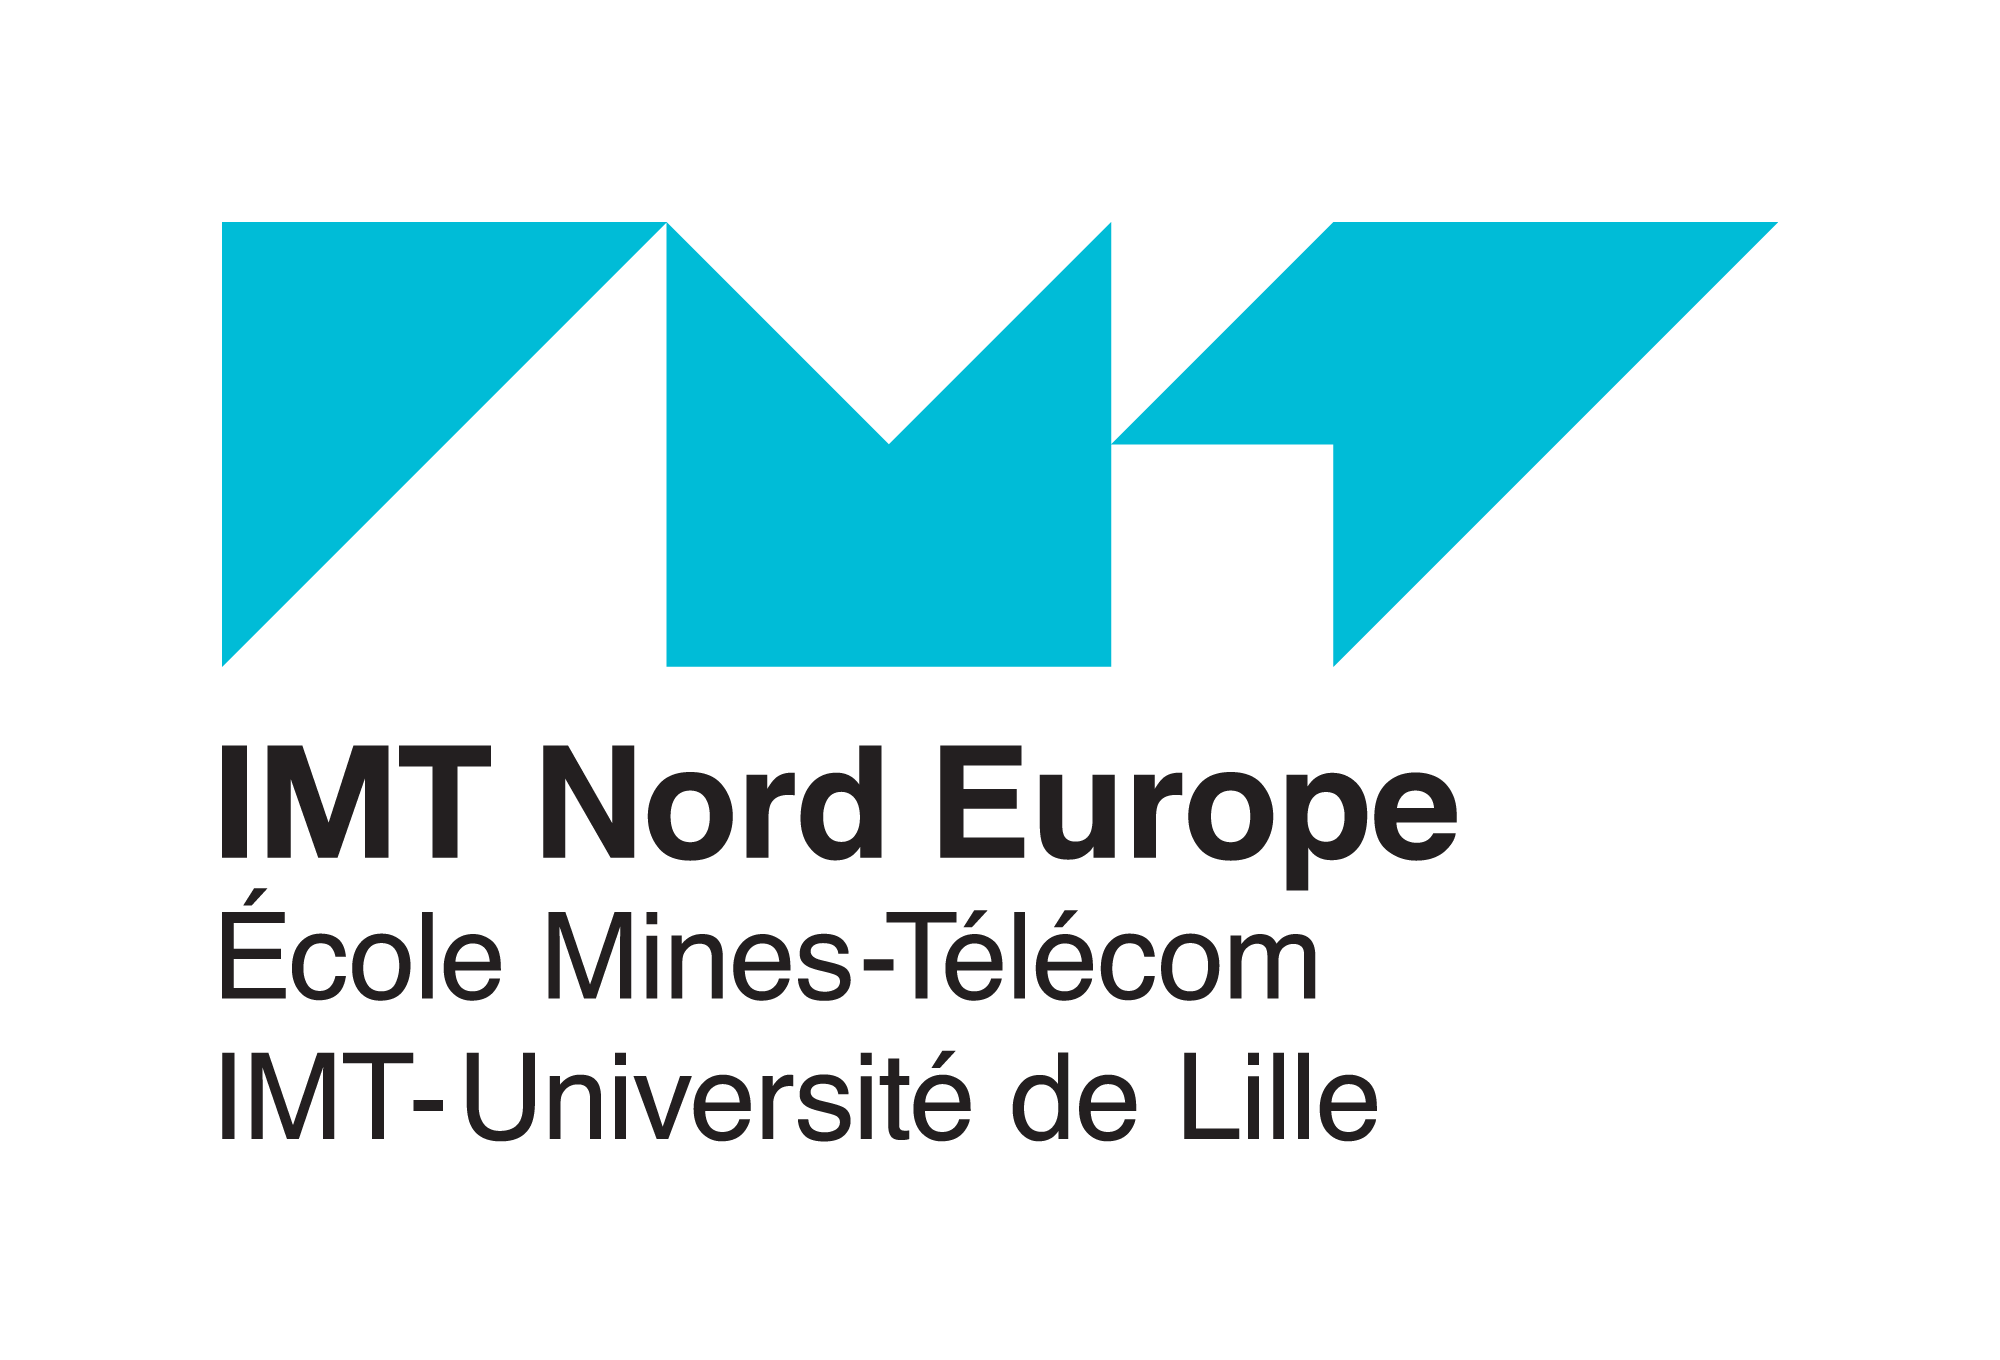 IMT Nord Europe
École Mines-Télécom
IMT-Université de Lille